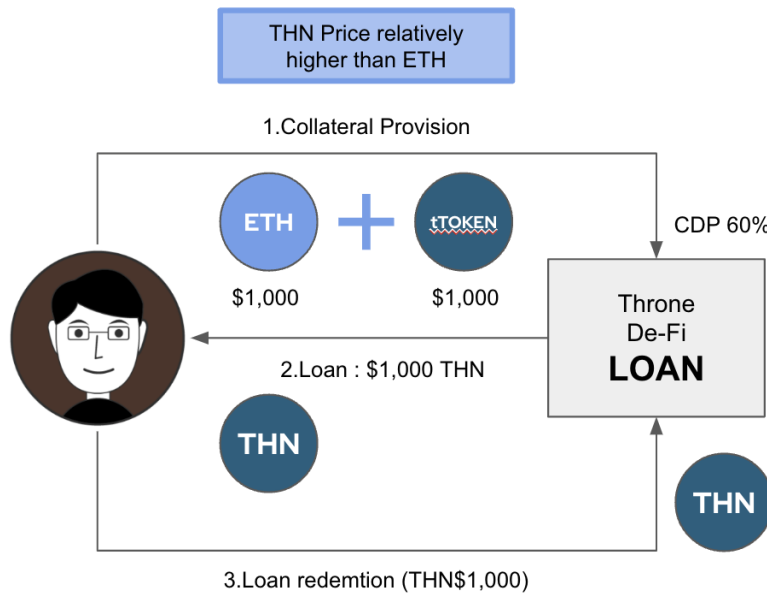 THN Price relatively
higher than ETH
1.Collateral Provision
ETH
tTOKEN
CDP 60%
$1,000
$1,000
Throne
De-Fi
LOAN
2.Loan : $1,000 THN
THN
THN
3.Loan redemtion (THN$1,000)